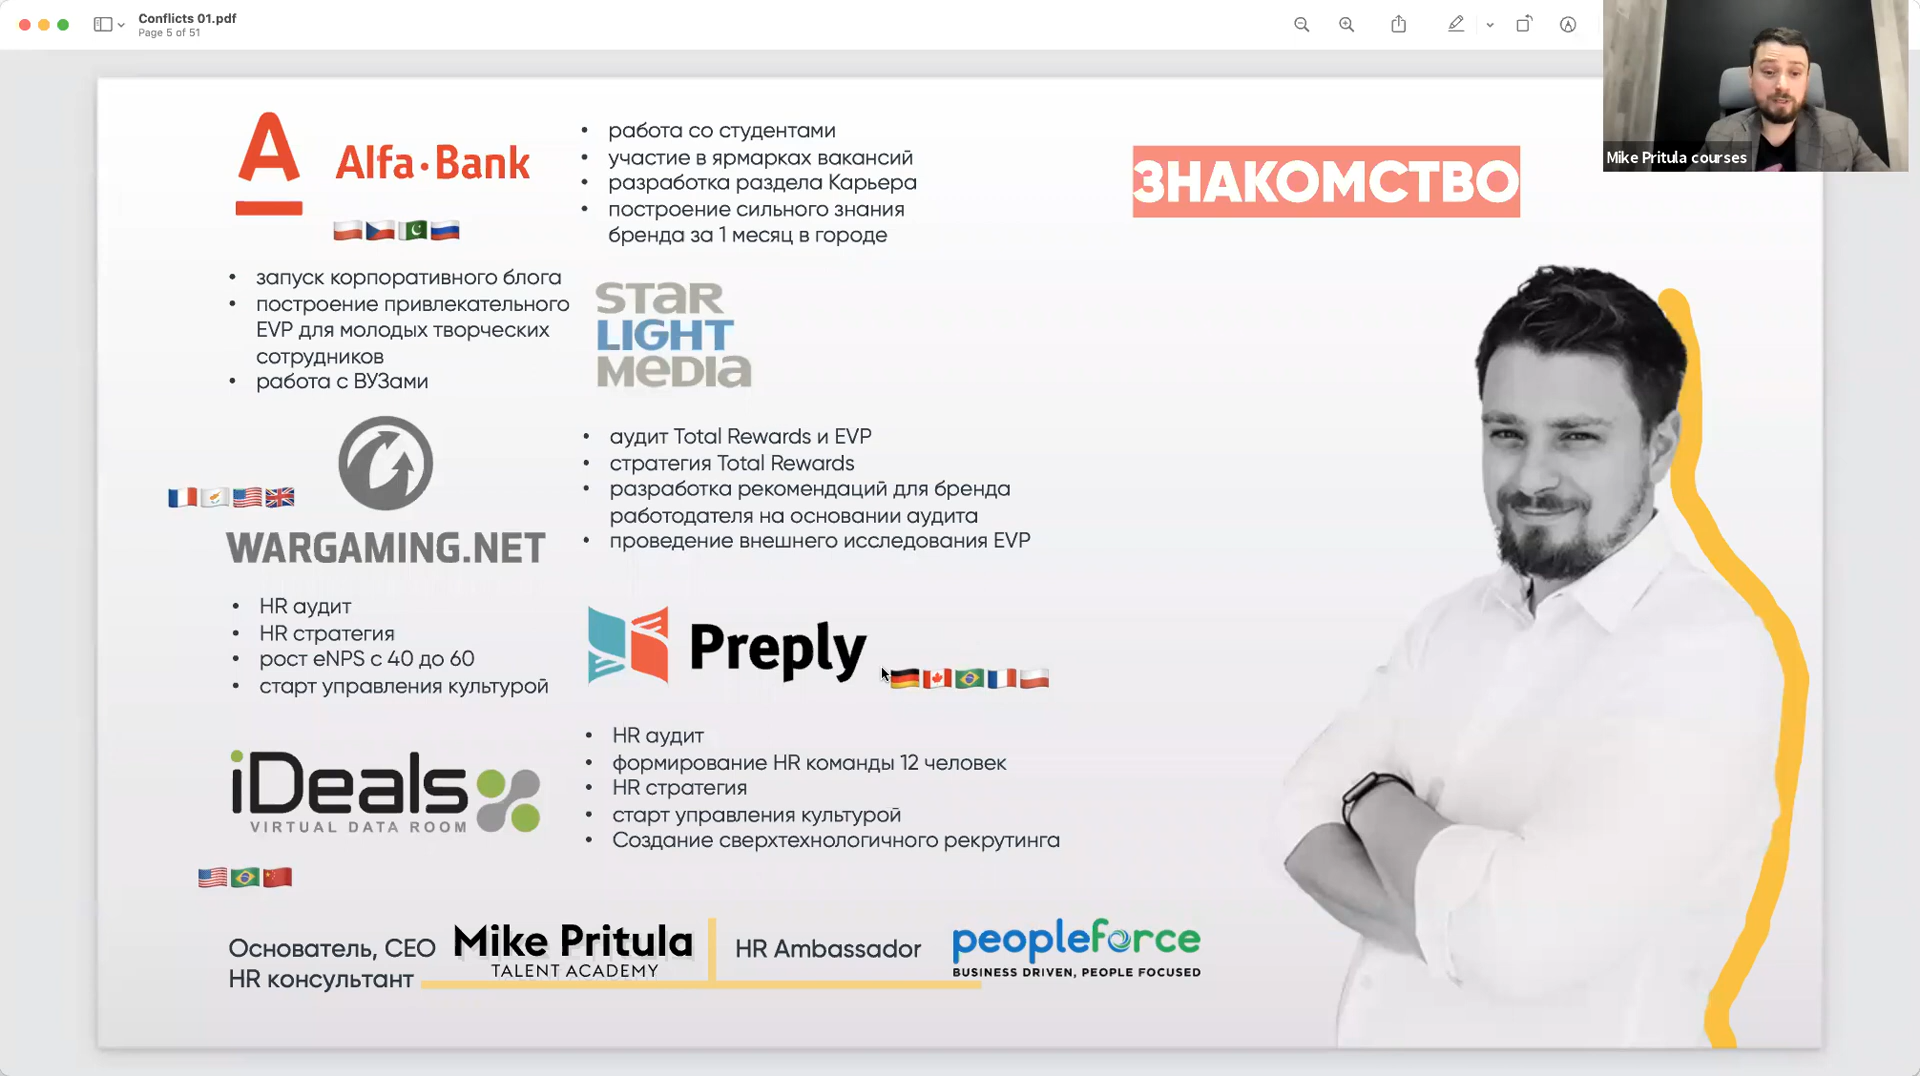 Conflicts 01.pdf
Page 5 of 51
Mike Pritula courses
Alfa·Bank
• работа со студентами
• участие в ярмарках вакансий
• разработка раздела Карьера
• построение сильного знания
бренда за 1 месяц в городе
ЗНАКОМСТВО
• запуск корпоративного блога
• построение привлекательного
EVP для молодых творческих
сотрудников
• работа с ВУЗами
STAR
LIGHT
MEDIA
WARGAMING.NET
• аудит Total Rewards и EVP
• стратегия Total Rewards
• разработка рекомендаций для бренда
работодателя на основании аудита
• проведение внешнего исследования EVP
• HR аудит
• HR стратегия
• рост eNPS с 40 до 60
• старт управления культурой
Preply
iDeals
VIRTUAL DATA ROOM
• HR аудит
• формирование HR команды 12 человек
• HR стратегия
• старт управления культурой
• Создание сверхтехнологичного рекрутинга
Основатель, CEO
HR консультант
Mike Pritula
TALENT ACADEMY
HR Ambassador
peopleforce
BUSINESS DRIVEN, PEOPLE FOCUSED